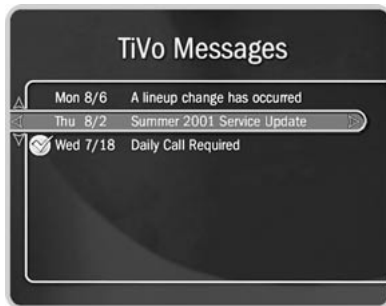 TiVo Messages
Mon 8/6 A lineup change has occurred
Thu 8/2 Summer 2001 Service Update
Wed 7/18 Daily Call Required